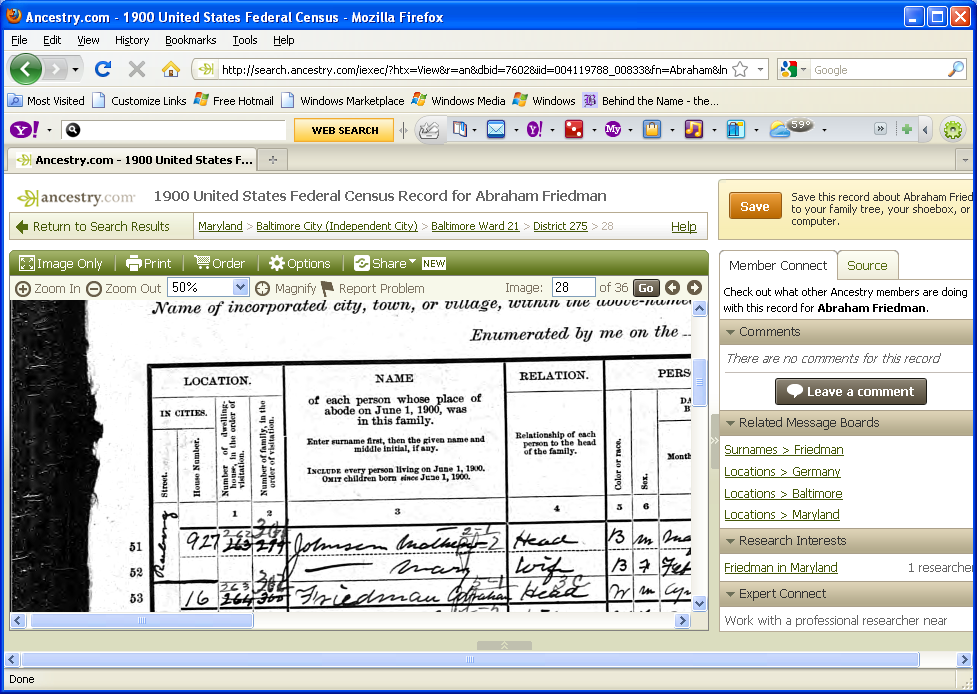 Ancestry.com - 1900 United States Federal Census - Mozilla Firefox
File Edit View History Bookmarks Tools Help
http://search.ancestry.com/iexec/?htx=View&r=an&dbid=7602&iid=004119788_00833&fn=Abraham&ln
Google
Most Visited Customize Links Free Hotmail Windows Marketplace Windows Media Windows Behind the Name - the...
Y! WEB SEARCH Y! My 59°
Ancestry.com - 1900 United States F...
ancestry.com 1900 United States Federal Census Record for Abraham Friedman
Return to Search Results Maryland > Baltimore City (Independent City) > Baltimore Ward 21 > District 275 > 28 Help
Image Only Print Order Options Share NEW
Zoom In Zoom Out 50% Magnify Report Problem Image: 28 of 36 Go
Name of incorporated city, town, or village, within the above-name
Enumerated by me on the
LOCATION. NAME RELATION. PERS
IN CITIES.
Street.
House Number.
Number of dwelling-house, in the order of visitation.
Number of family, in the order of visitation.
of each person whose place of
abode on June 1, 1900, was
in this family.
Enter surname first, then the given name and
middle initial, if any.
INCLUDE every person living on June 1, 1900.
OMIT children born since June 1, 1900.
Relationship of each
person to the head
of the family.
Color or race.
Sex.
DA
B
Month
1 2 3 4 5 6
51 927 Johnson Head B m Ma
52 Mary Wife B F Feb
53 16 Friedman Abraham Head W m
Save
Save this record about Abraham Fried
to your family tree, your shoebox, or
computer.
Member Connect Source
Check out what other Ancestry members are doing
with this record for Abraham Friedman.
Comments
There are no comments for this record
Leave a comment
Related Message Boards
Surnames > Friedman
Locations > Germany
Locations > Baltimore
Locations > Maryland
Research Interests
Friedman in Maryland 1 researcher
Expert Connect
Work with a professional researcher near
Done